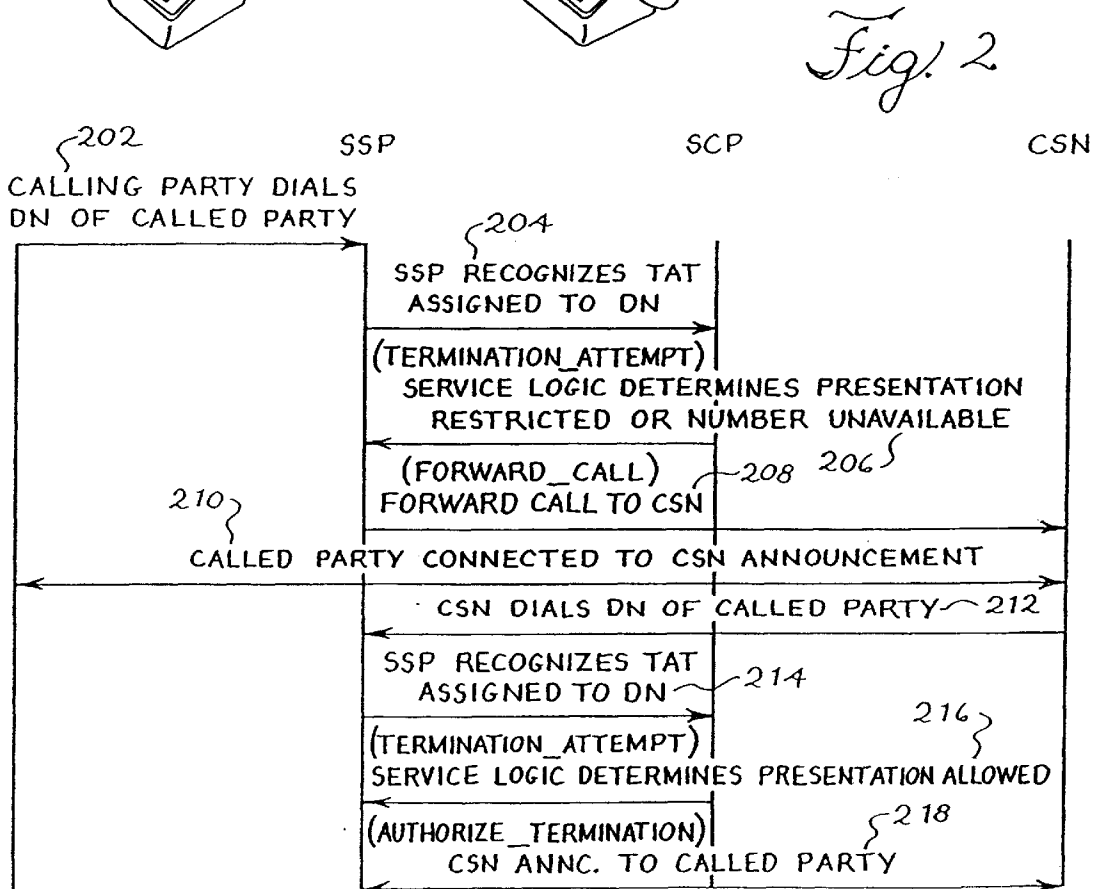 Fig. 2
202
SSP
SCP
CSN
CALLING PARTY DIALS
DN OF CALLED PARTY
204
SSP RECOGNIZES TAT
ASSIGNED TO DN
(TERMINATION_ATTEMPT)
SERVICE LOGIC DETERMINES PRESENTATION
RESTRICTED OR NUMBER UNAVAILABLE
206
(FORWARD_CALL)
208
FORWARD CALL TO CSN
210
CALLED PARTY CONNECTED TO CSN ANNOUNCEMENT
CSN DIALS DN OF CALLED PARTY 212
SSP RECOGNIZES TAT
ASSIGNED TO DN
214
216
(TERMINATION_ATTEMPT)
SERVICE LOGIC DETERMINES PRESENTATION ALLOWED
(AUTHORIZE_TERMINATION)
218
CSN ANNC. TO CALLED PARTY